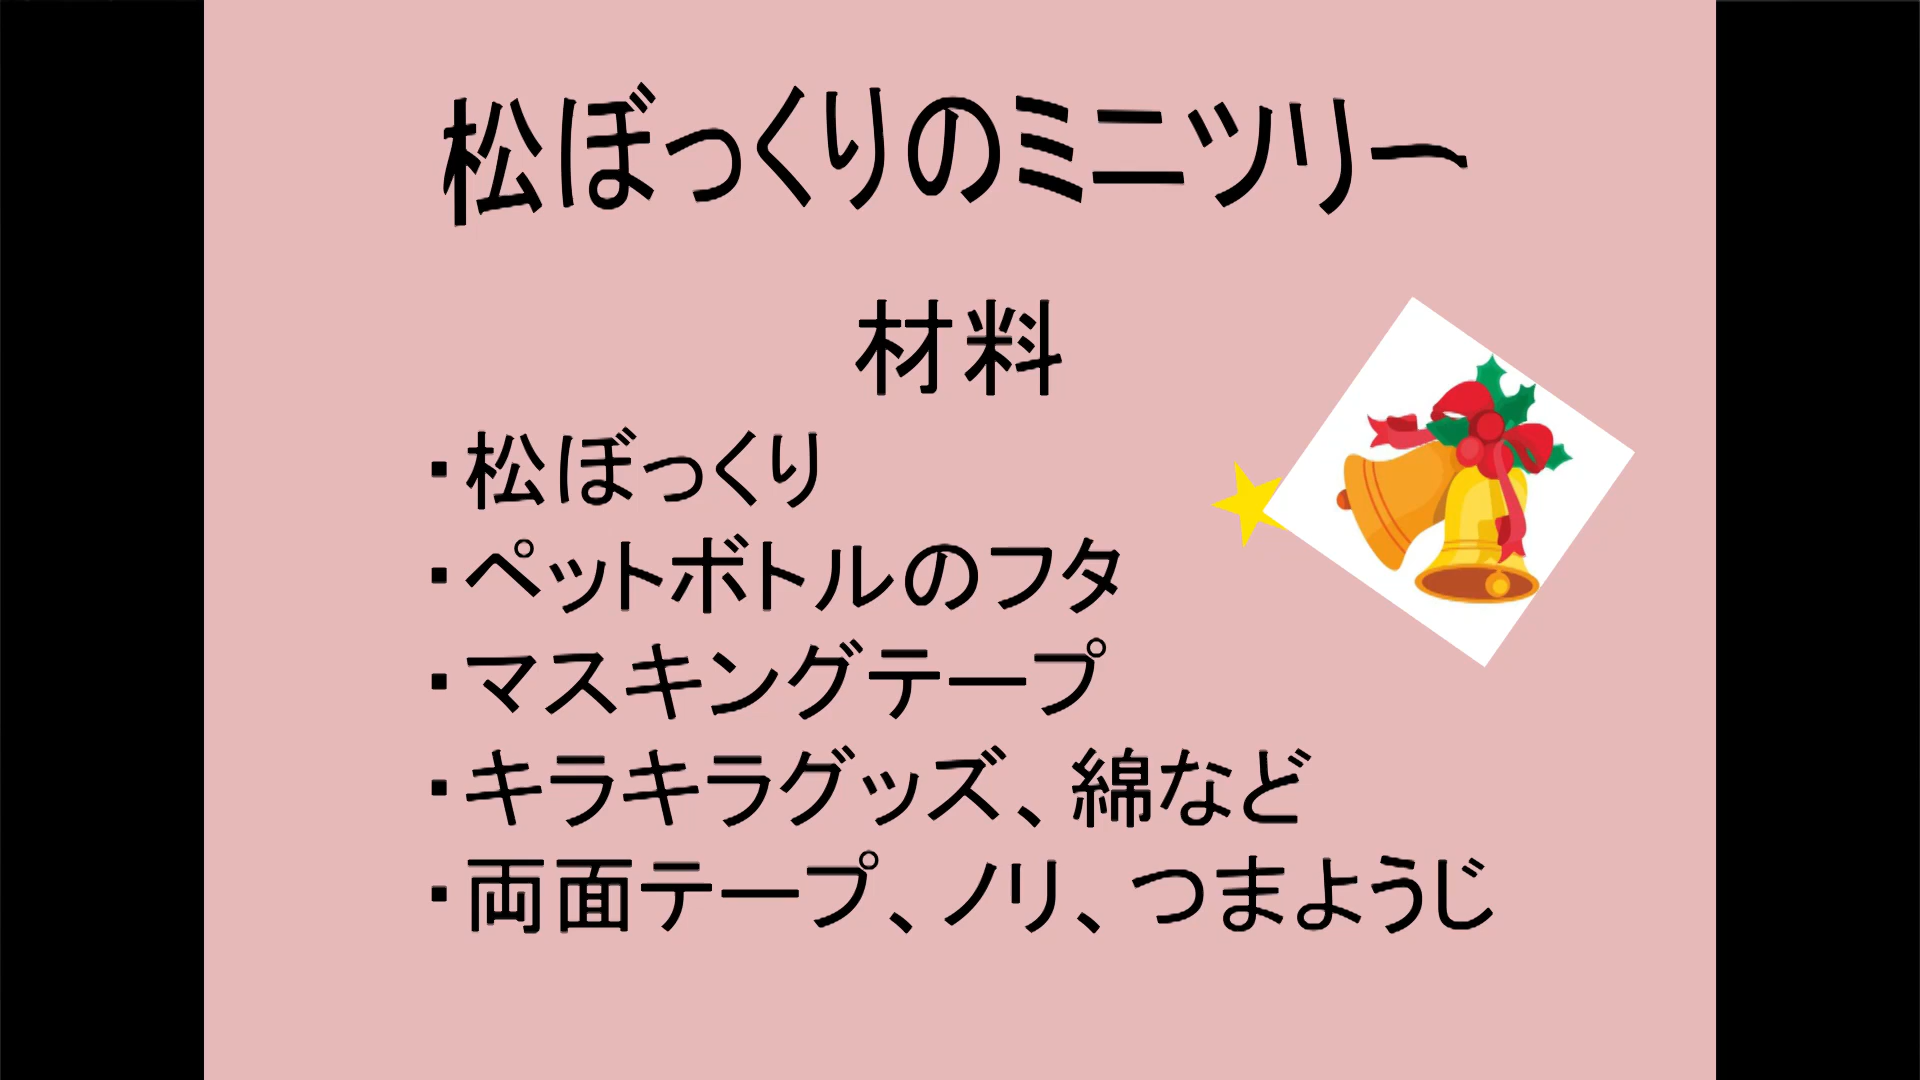 松ぼっくりのミニツリー
材料
・松ぼっくり
・ペットボトルのフタ
・マスキングテープ
・キラキラグッズ、綿など
・両面テープ、ノリ、つまようじ